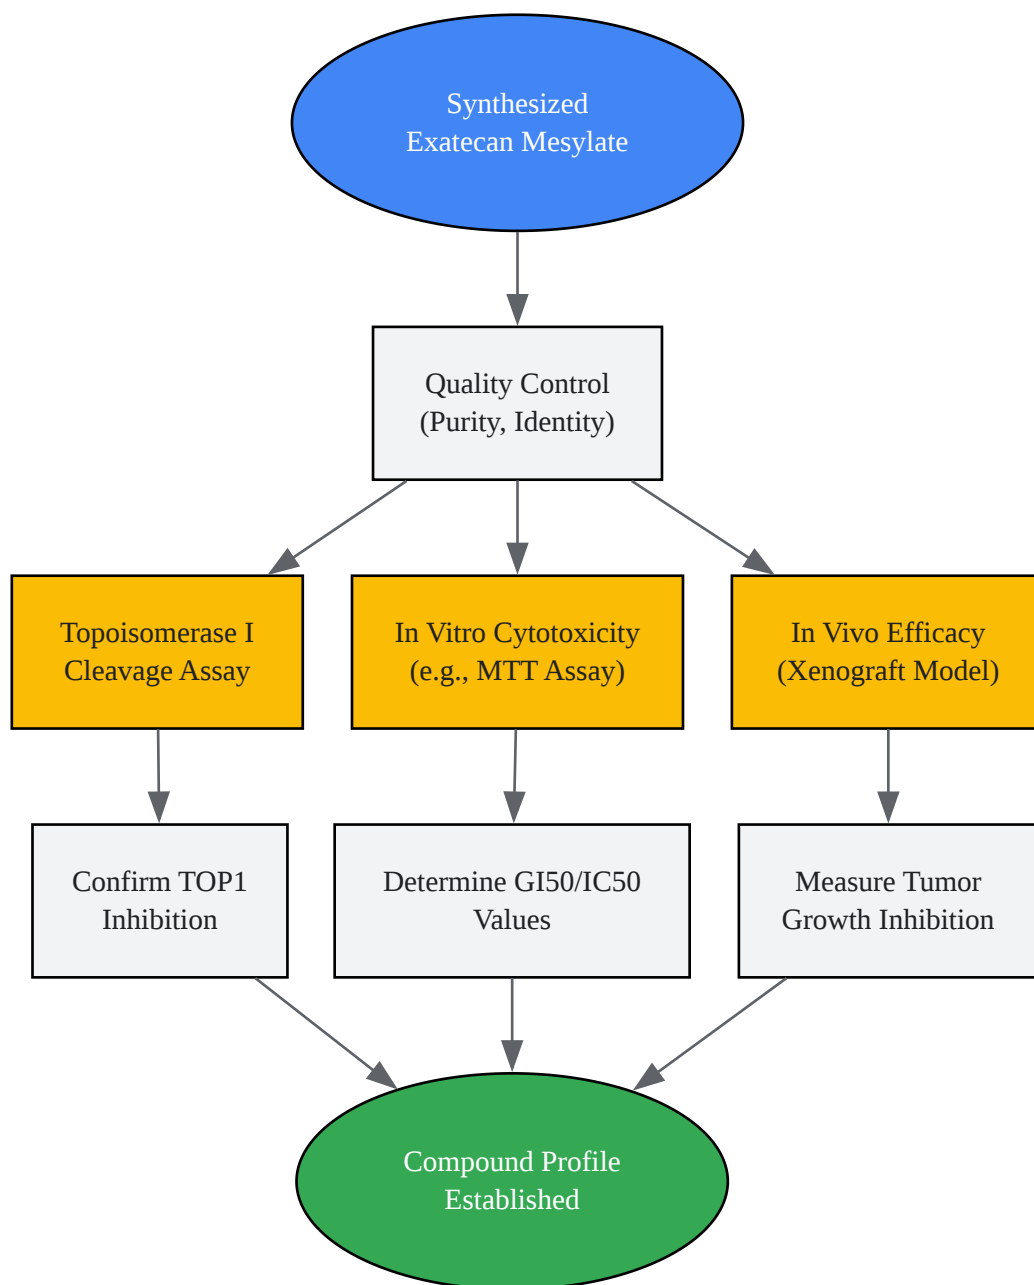 Synthesized
Exatecan Mesylate
Quality Control
(Purity, Identity)
Topoisomerase I
Cleavage Assay
In Vitro Cytotoxicity
(e.g., MTT Assay)
In Vivo Efficacy
(Xenograft Model)
Confirm TOP1
Inhibition
Determine GI50/IC50
Values
Measure Tumor
Growth Inhibition
Compound Profile
Established